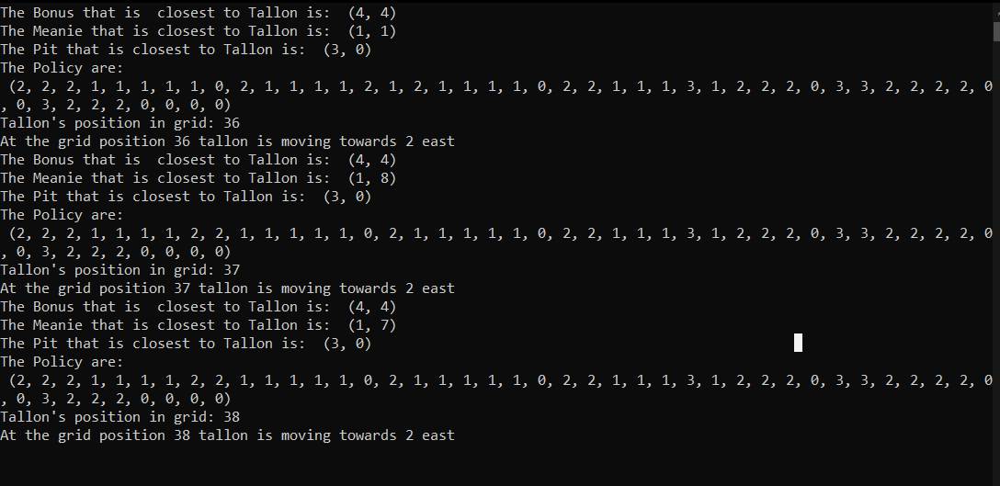 The Bonus that is  closest to Tallon is:  (4, 4)
The Meanie that is closest to Tallon is:  (1, 1)
The Pit that is closest to Tallon is:  (3, 0)
The Policy are:
 (2, 2, 2, 1, 1, 1, 1, 1, 0, 2, 1, 1, 1, 1, 2, 1, 2, 1, 1, 1, 1, 0, 2, 2, 1, 1, 1, 3, 1, 2, 2, 2, 0, 3, 3, 2, 2, 2, 2, 0
, 0, 3, 2, 2, 2, 0, 0, 0, 0)
Tallon's position in grid: 36
At the grid position 36 tallon is moving towards 2 east
The Bonus that is  closest to Tallon is:  (4, 4)
The Meanie that is closest to Tallon is:  (1, 8)
The Pit that is closest to Tallon is:  (3, 0)
The Policy are:
 (2, 2, 2, 1, 1, 1, 1, 2, 2, 1, 1, 1, 1, 1, 0, 2, 1, 1, 1, 1, 1, 0, 2, 2, 1, 1, 1, 3, 1, 2, 2, 2, 0, 3, 3, 2, 2, 2, 2, 0
, 0, 3, 2, 2, 2, 0, 0, 0, 0)
Tallon's position in grid: 37
At the grid position 37 tallon is moving towards 2 east
The Bonus that is  closest to Tallon is:  (4, 4)
The Meanie that is closest to Tallon is:  (1, 7)
The Pit that is closest to Tallon is:  (3, 0)
The Policy are:
 (2, 2, 2, 1, 1, 1, 1, 2, 2, 1, 1, 1, 1, 1, 0, 2, 1, 1, 1, 1, 1, 0, 2, 2, 1, 1, 1, 3, 1, 2, 2, 2, 0, 3, 3, 2, 2, 2, 2, 0
, 0, 3, 2, 2, 2, 0, 0, 0, 0)
Tallon's position in grid: 38
At the grid position 38 tallon is moving towards 2 east